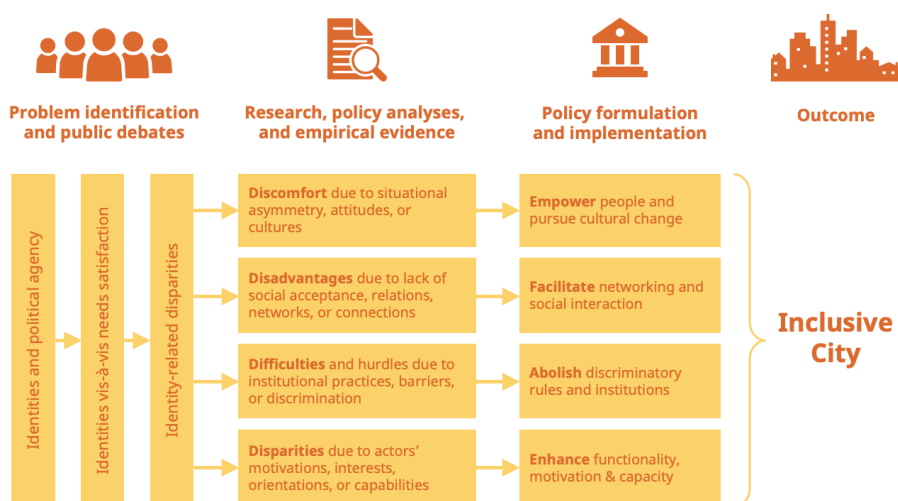 Problem identification
and public debates
Research, policy analyses,
and empirical evidence
Policy formulation
and implementation
Outcome
Identities and political agency
Identities vis-à-vis needs satisfaction
Identity-related disparities
Discomfort due to situational
asymmetry, attitudes, or
cultures
Empower people and
pursue cultural change
Disadvantages due to lack of
social acceptance, relations,
networks, or connections
Facilitate networking and
social interaction
Difficulties and hurdles due to
institutional practices, barriers,
or discrimination
Abolish discriminatory
rules and institutions
Disparities due to actors’
motivations, interests,
orientations, or capabilities
Enhance functionality,
motivation & capacity
Inclusive
City